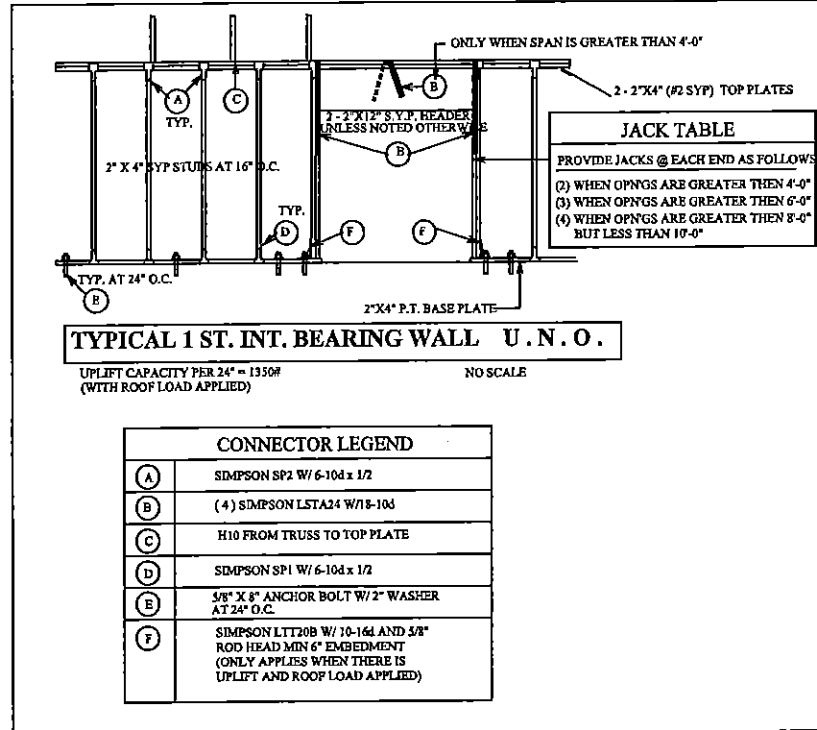 ONLY WHEN SPAN IS GREATER THAN 4'-0"
B
2 - 2"X4" (#2 SYP) TOP PLATES
A
C
TYP.
2 - 2"X12" S.Y.P. HEADER
UNLESS NOTED OTHERWISE
B
JACK TABLE
PROVIDE JACKS @ EACH END AS FOLLOWS
(2) WHEN OPN'GS ARE GREATER THEN 4'-0"
(3) WHEN OPN'GS ARE GREATER THEN 6'-0"
(4) WHEN OPN'GS ARE GREATER THEN 8'-0"
BUT LESS THAN 10'-0"
2" X 4" SYP STUDS AT 16" O.C.
TYP.
D
F
F
TYP. AT 24" O.C.
E
2"X4" P.T. BASE PLATE
TYPICAL 1 ST. INT. BEARING WALL U.N.O.
UPLIFT CAPACITY PER 24" = 1350#
(WITH ROOF LOAD APPLIED)
NO SCALE
CONNECTOR LEGEND
A SIMPSON SP2 W/ 6-10d x 1/2
B ( 4 ) SIMPSON LSTA24 W/18-10d
C H10 FROM TRUSS TO TOP PLATE
D SIMPSON SP1 W/ 6-10d x 1/2
E 5/8" X 8" ANCHOR BOLT W/ 2" WASHER
AT 24" O.C.
F SIMPSON LTT20B W/ 10-16d AND 5/8"
ROD HEAD MIN 6" EMBEDMENT
(ONLY APPLIES WHEN THERE IS
UPLIFT AND ROOF LOAD APPLIED)